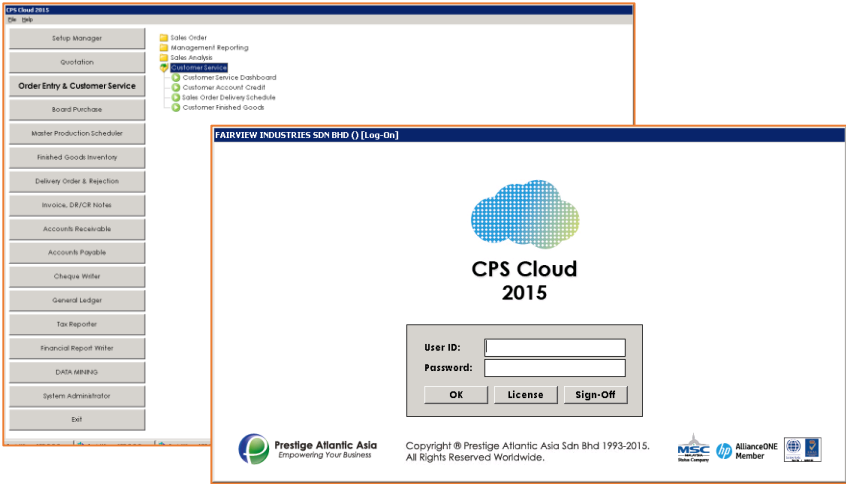 CPS Cloud 2015
File Help
Setup Manager
Quotation
Order Entry & Customer Service
Board Purchase
Master Production Scheduler
Finished Goods Inventory
Delivery Order & Rejection
Invoice, DR/CR Notes
Accounts Receivable
Accounts Payable
Cheque Writer
General Ledger
Tax Reporter
Financial Report Writer
DATA MINING
System Administrator
Exit
Sales Order
Management Reporting
Sales Analysis
Customer Service
Customer Service Dashboard
Customer Account Credit
Sales Order Delivery Schedule
Customer Finished Goods
FAIRVIEW INDUSTRIES SDN BHD () [Log-On]
CPS Cloud
2015
User ID:
Password:
OK License Sign-Off
Prestige Atlantic Asia
Empowering Your Business
Copyright ® Prestige Atlantic Asia Sdn Bhd 1993-2015.
All Rights Reserved Worldwide.
MSC
MALAYSIA
Status Company
hp
AllianceONE
Member